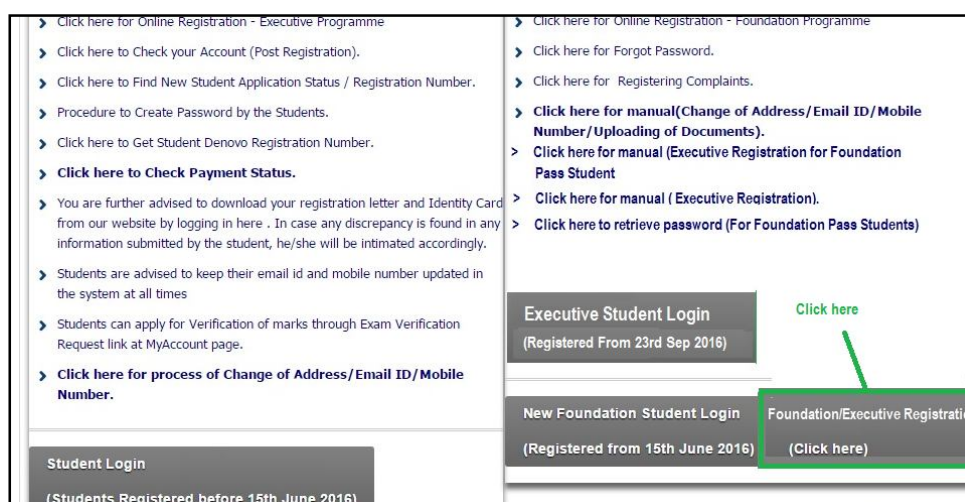 Click here for Online Registration - Executive Programme
Click here to Check your Account (Post Registration).
Click here to Find New Student Application Status / Registration Number.
Procedure to Create Password by the Students.
Click here to Get Student Denovo Registration Number.
Click here to Check Payment Status.
You are further advised to download your registration letter and Identity Card
from our website by logging in here . In case any discrepancy is found in any
information submitted by the student, he/she will be intimated accordingly.
Students are advised to keep their email id and mobile number updated in
the system at all times
Students can apply for Verification of marks through Exam Verification
Request link at MyAccount page.
Click here for process of Change of Address/Email ID/Mobile
Number.
Student Login
(Students Registered before 15th June 2016)
Click here for Online Registration - Foundation Programme
Click here for Forgot Password.
Click here for Registering Complaints.
Click here for manual(Change of Address/Email ID/Mobile
Number/Uploading of Documents).
> Click here for manual (Executive Registration for Foundation
Pass Student
> Click here for manual ( Executive Registration).
> Click here to retrieve password (For Foundation Pass Students)
Executive Student Login
(Registered From 23rd Sep 2016)
Click here
New Foundation Student Login
(Registered from 15th June 2016)
Foundation/Executive Registratio
(Click here)